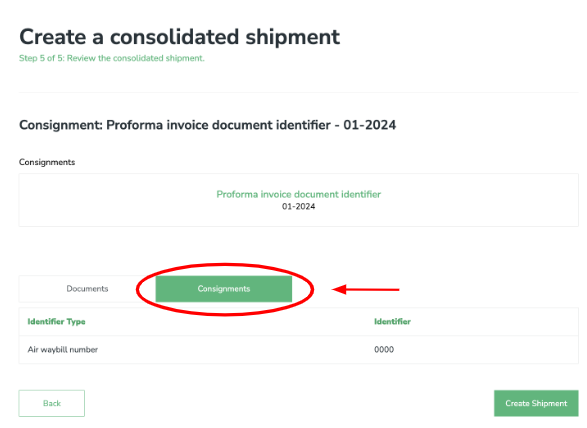 Create a consolidated shipment
Step 5 of 5: Review the consolidated shipment.
Consignment: Proforma invoice document identifier - 01-2024
Consignments
Proforma invoice document identifier
01-2024
Documents
Consignments
Identifier Type
Identifier
Air waybill number
0000
Back
Create Shipment